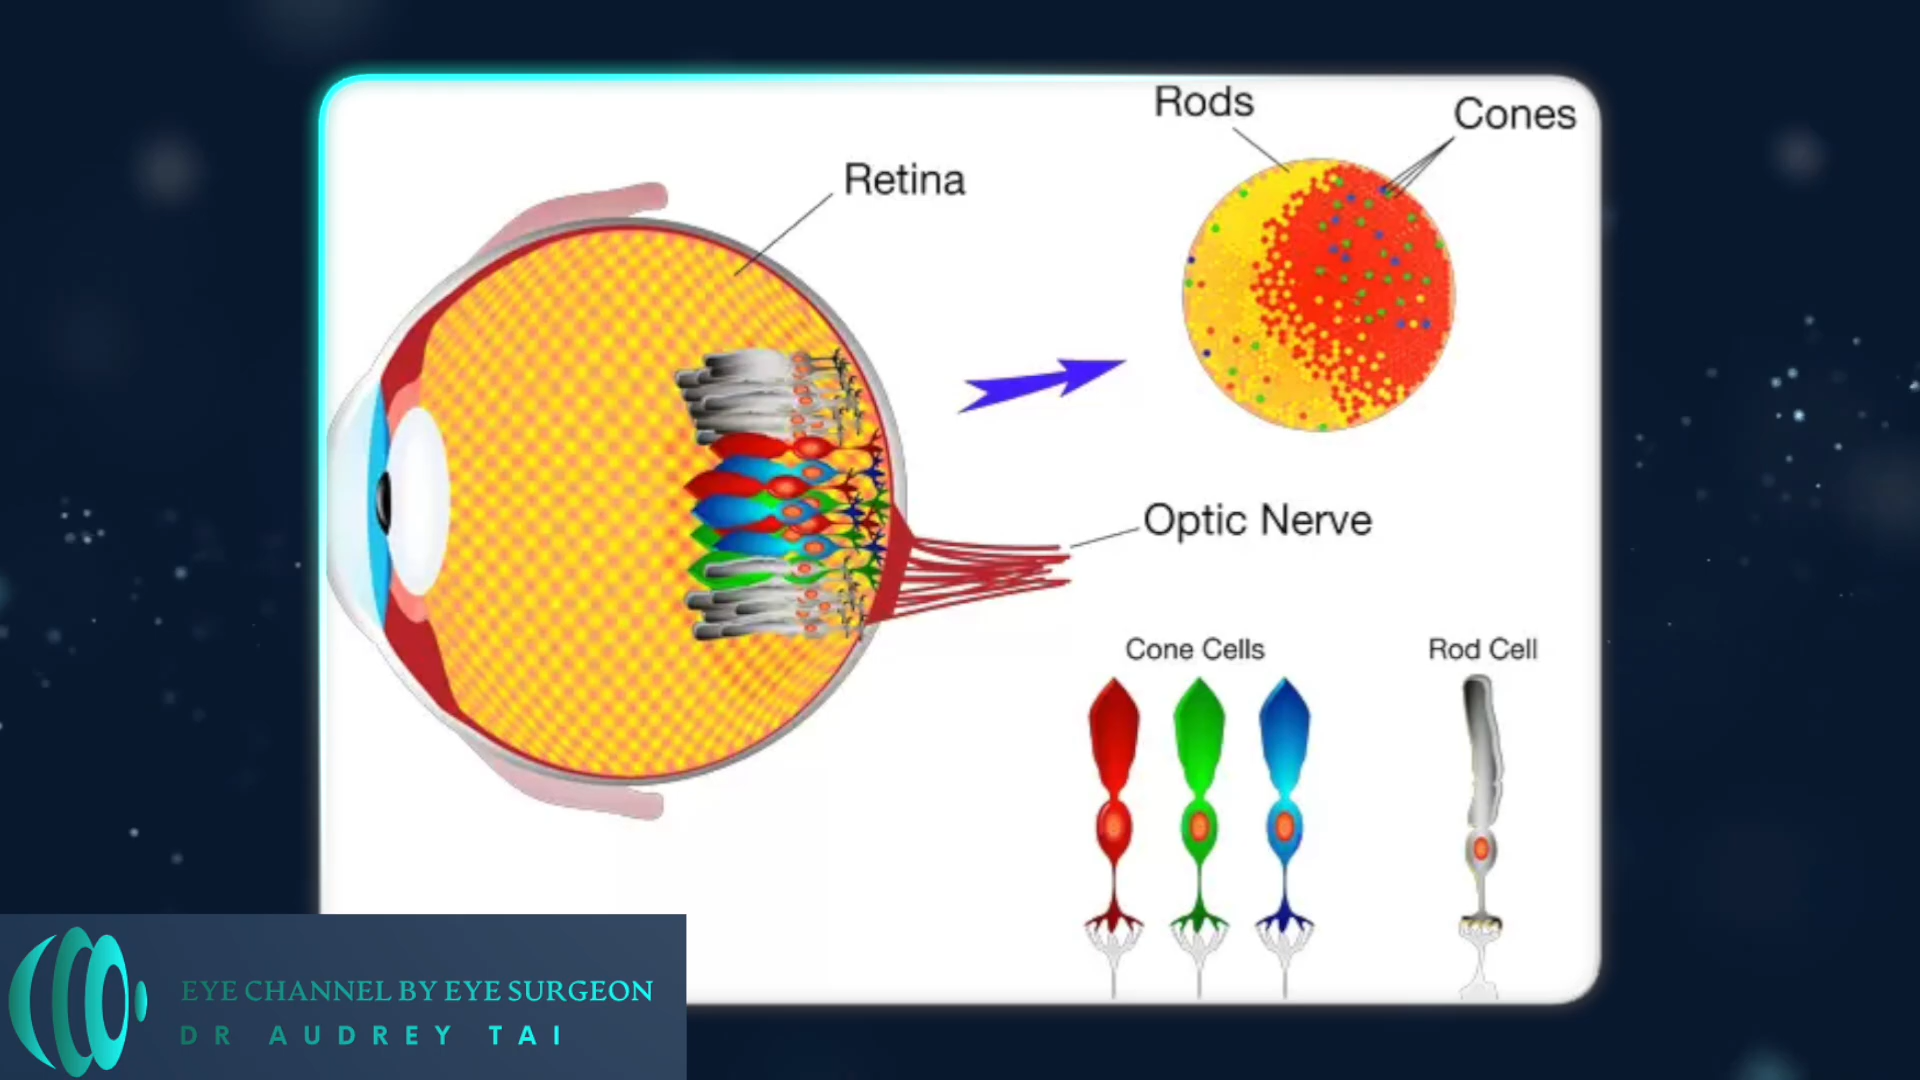 Rods
Cones
Retina
Optic Nerve
Cone Cells
Rod Cell
EYE CHANNEL BY EYE SURGEON
DR AUDREY TAI